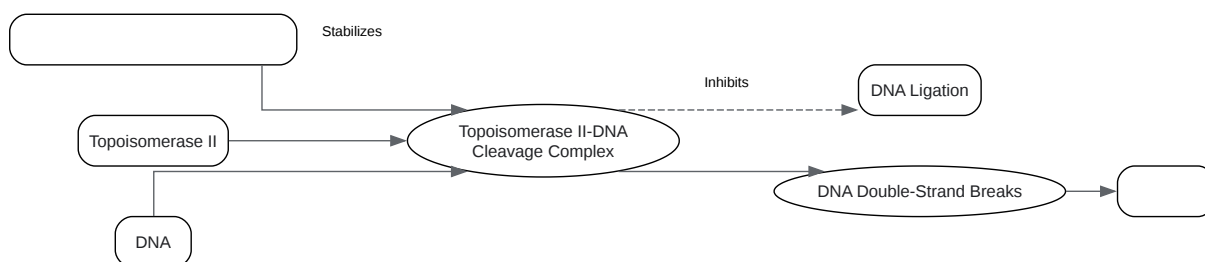 Stabilizes
Inhibits
DNA Ligation
Topoisomerase II
Topoisomerase II-DNA
Cleavage Complex
DNA Double-Strand Breaks
DNA